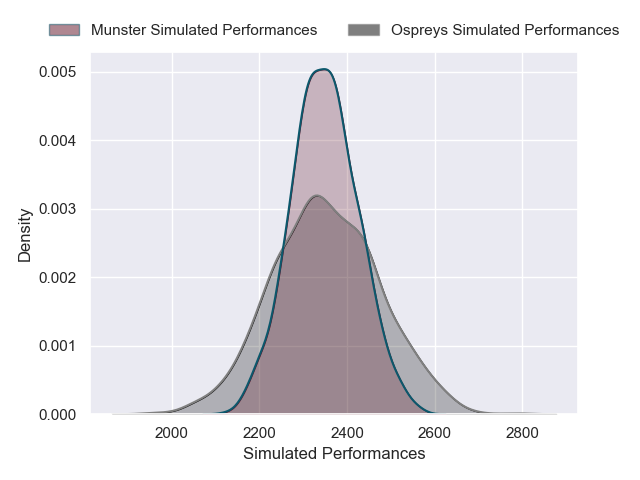 Munster Simulated Performances Ospreys Simulated Performances
0.005
0.004
0.003
0.002
0.001
0.000
Density
2000 2200 2400 2600 2800
Simulated Performances